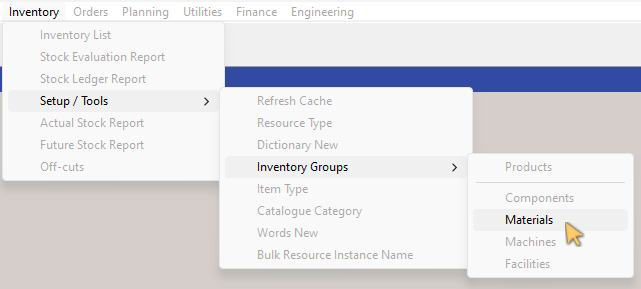 Inventory Orders Planning Utilities Finance Engineering
Inventory List
Stock Evaluation Report
Stock Ledger Report
Setup / Tools
Actual Stock Report
Future Stock Report
Off-cuts
Refresh Cache
Resource Type
Dictionary New
Inventory Groups
Item Type
Catalogue Category
Words New
Bulk Resource Instance Name
Products
Components
Materials
Machines
Facilities